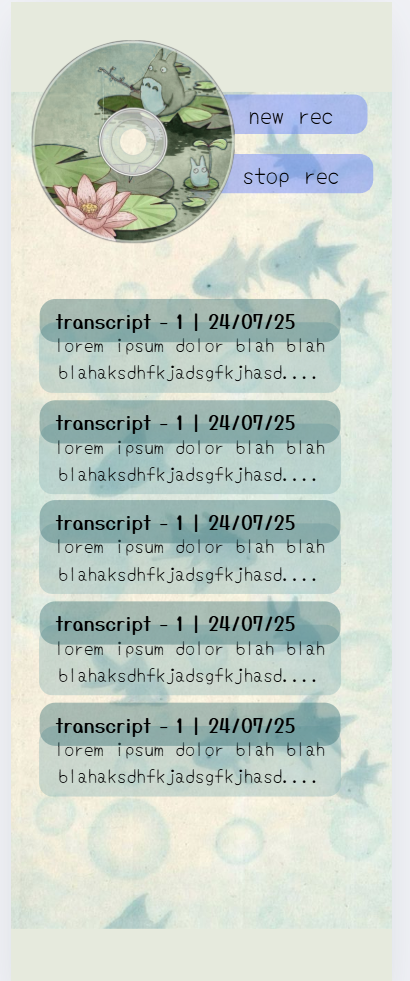 new rec
stop rec
transcript - 1 | 24/07/25
lorem ipsum dolor blah blah
blahaksdhfkjadsgfkjhasd....
transcript - 1 | 24/07/25
lorem ipsum dolor blah blah
blahaksdhfkjadsgfkjhasd....
transcript - 1 | 24/07/25
lorem ipsum dolor blah blah
blahaksdhfkjadsgfkjhasd....
transcript - 1 | 24/07/25
lorem ipsum dolor blah blah
blahaksdhfkjadsgfkjhasd....
transcript - 1 | 24/07/25
lorem ipsum dolor blah blah
blahaksdhfkjadsgfkjhasd....